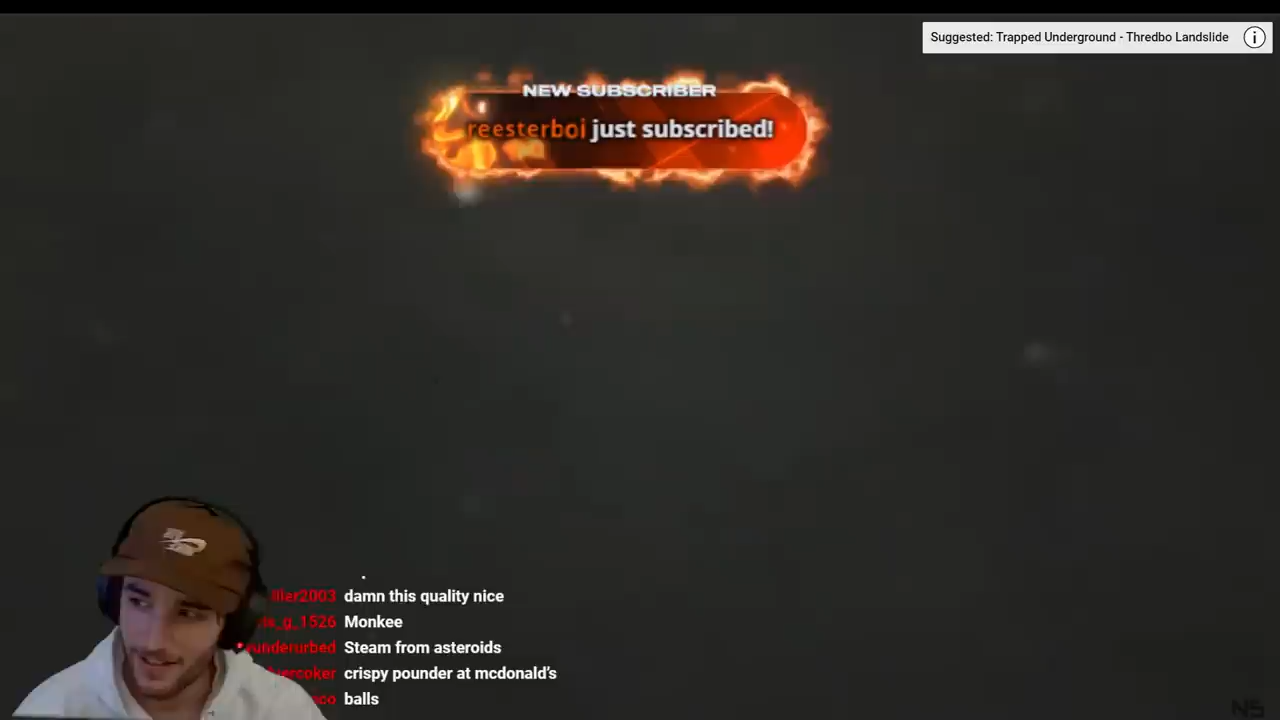 Suggested: Trapped Underground - Thredbo Landslide
NEW SUBSCRIBER
reesterboi just subscribed!
damn this quality nice
Monkee
Steam from asteroids
crispy pounder at mcdonald's
balls
NS